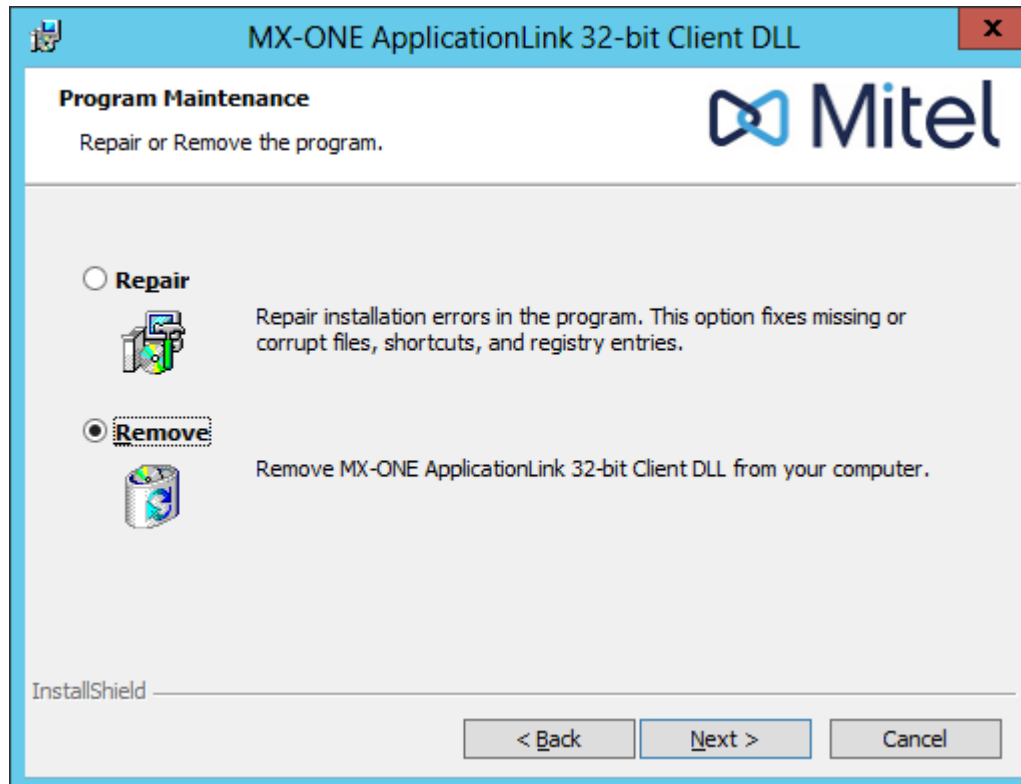 MX-ONE ApplicationLink 32-bit Client DLL
x
Program Maintenance
Repair or Remove the program.
Mitel
Repair
Repair installation errors in the program. This option fixes missing or
corrupt files, shortcuts, and registry entries.
Remove
Remove MX-ONE ApplicationLink 32-bit Client DLL from your computer.
InstallShield
< Back
Next >
Cancel